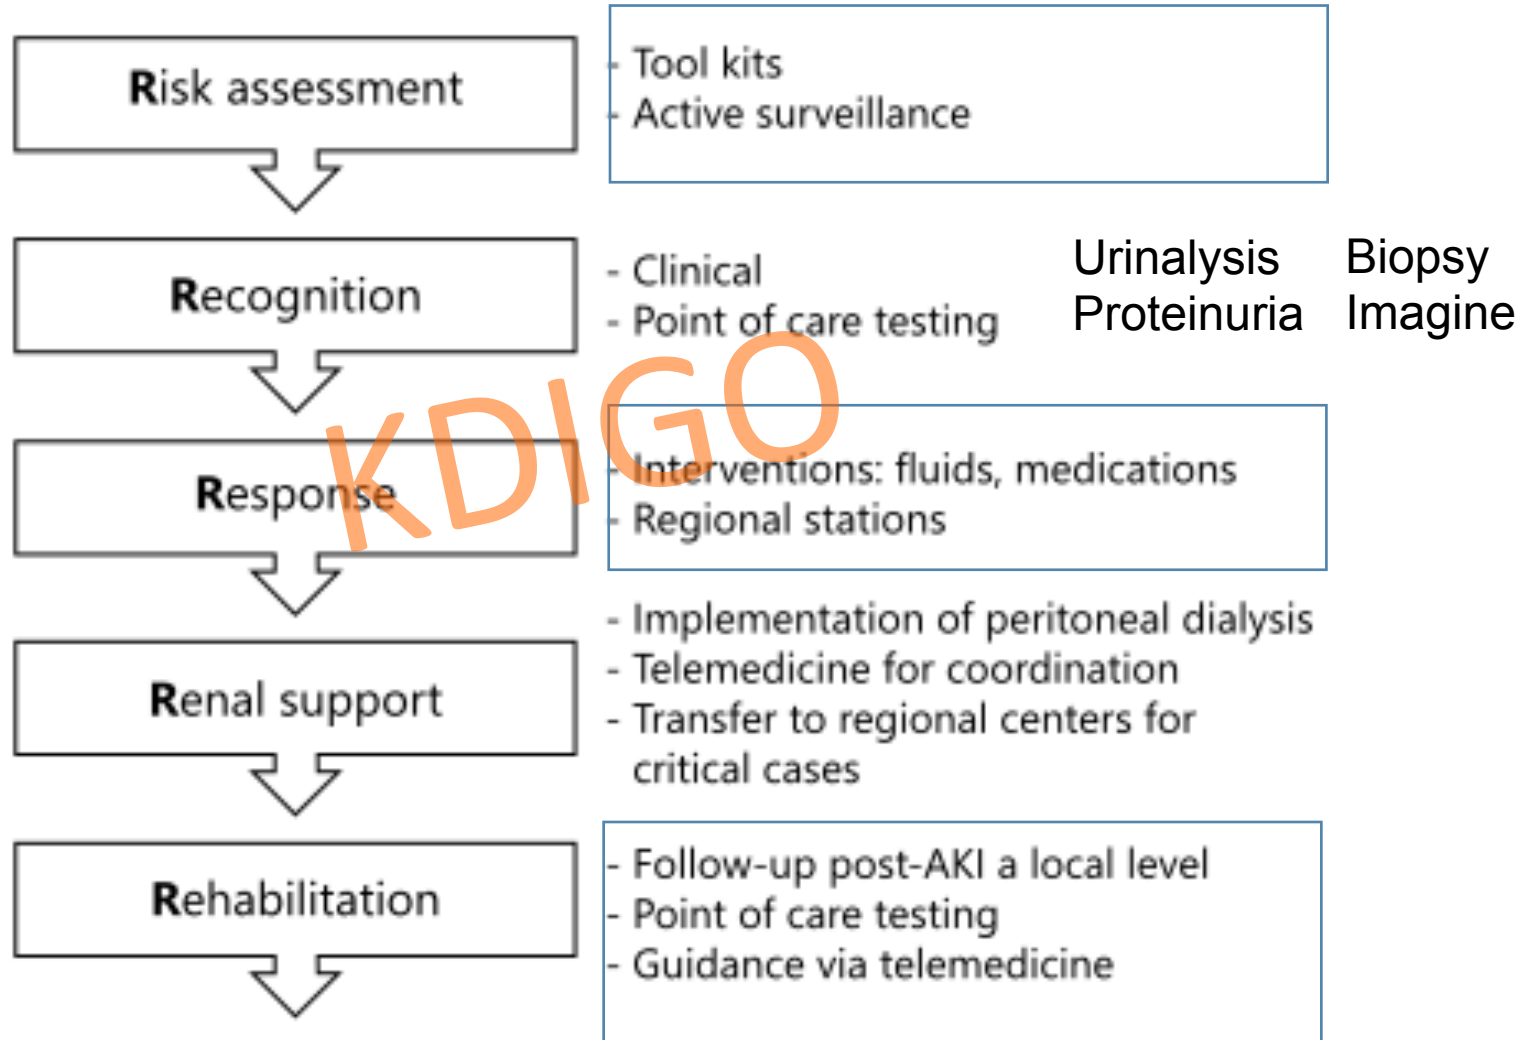 Risk assessment
- Tool kits
- Active surveillance
Recognition
- Clinical
- Point of care testing
Urinalysis
Proteinuria
Biopsy
Imagine
KDIGO
Response
- Interventions: fluids, medications
- Regional stations
Renal support
- Implementation of peritoneal dialysis
- Telemedicine for coordination
- Transfer to regional centers for
critical cases
Rehabilitation
- Follow-up post-AKI a local level
- Point of care testing
- Guidance via telemedicine